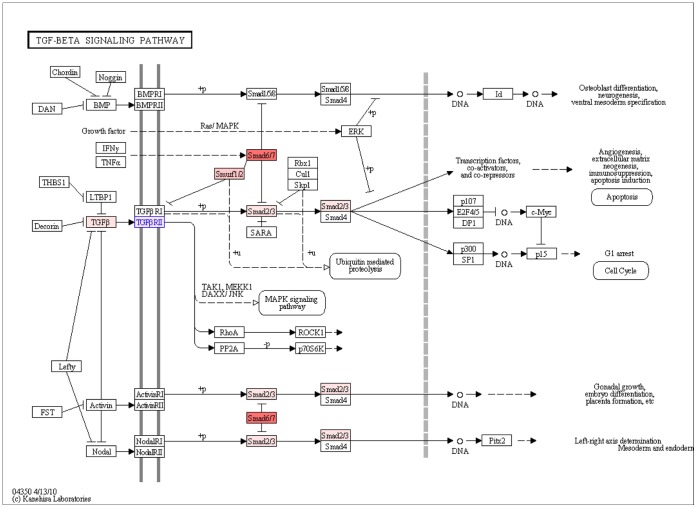 TGF-BETA SIGNALING PATHWAY
Chordin
Noggin
DAN
BMP
BMPRI
BMPRII
+p
Smad1/5/8
Smad1/5/8
Smad4
DNA
Id
DNA
Osteoblast differentiation,
neurogenesis,
ventral mesoderm specification
Growth factor
Ras/ MAPK
ERK
+p
+p
IFNγ
TNFα
Smad6/7
Smurf1/2
Rbx1
Cul1
Skp1
THBS1
LTBP1
Decorin
TGFβ
TGFβRI
TGFβRII
+p
Smad2/3
SARA
Smad2/3
Smad4
Transcription factors,
co-activators,
and co-repressors
Angiogenesis,
extracellular matrix
neogenesis,
immunosuppression,
apoptosis induction
Apoptosis
p107
E2F4/5
DP1
DNA
c-Myc
p300
SP1
DNA
p15
G1 arrest
Cell Cycle
+u
+u
Ubiquitin mediated
proteolysis
TAK1, MEKK1
DAXX/ JNK
MAPK signaling
pathway
RhoA
ROCK1
PP2A
-p
p70S6K
Lefty
FST
Activin
ActivinRI
ActivinRII
+p
Smad2/3
Smad2/3
Smad4
DNA
Gonadal growth,
embryo differentiation,
placenta formation, etc
Smad6/7
Nodal
NodalRI
NodalRII
+p
Smad2/3
Smad2/3
Smad4
DNA
Pitx2
Left-right axis determination
Mesoderm and endoderm
04350 4/13/10
(c) Kanehisa Laboratories